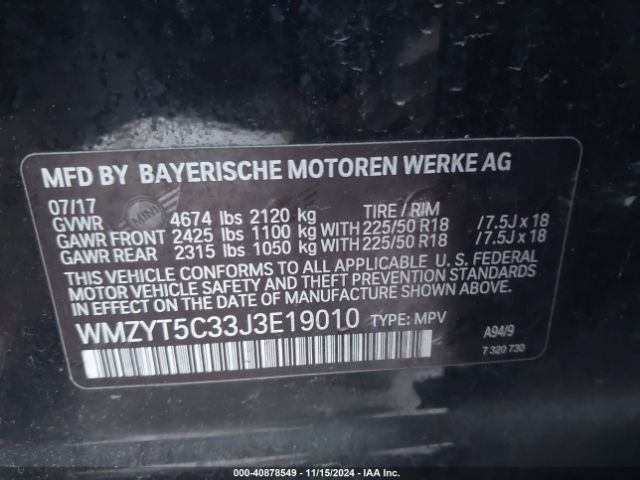 MFD BY BAYERISCHE MOTOREN WERKE AG
07/17 MINI
GVWR 4674 lbs 2120 kg TIRE / RIM
GAWR FRONT 2425 lbs 1100 kg WITH 225/50 R18 / 7.5J x 18
GAWR REAR 2315 lbs 1050 kg WITH 225/50 R18 / 7.5J x 18
THIS VEHICLE CONFORMS TO ALL APPLICABLE U. S. FEDERAL
MOTOR VEHICLE SAFETY AND THEFT PREVENTION STANDARDS
IN EFFECT ON THE DATE OF MANUFACTURE SHOWN ABOVE.
WMZYT5C33J3E19010 TYPE: MPV A94/9
7 320 730
000-40878549 - 11/15/2024 - IAA Inc.